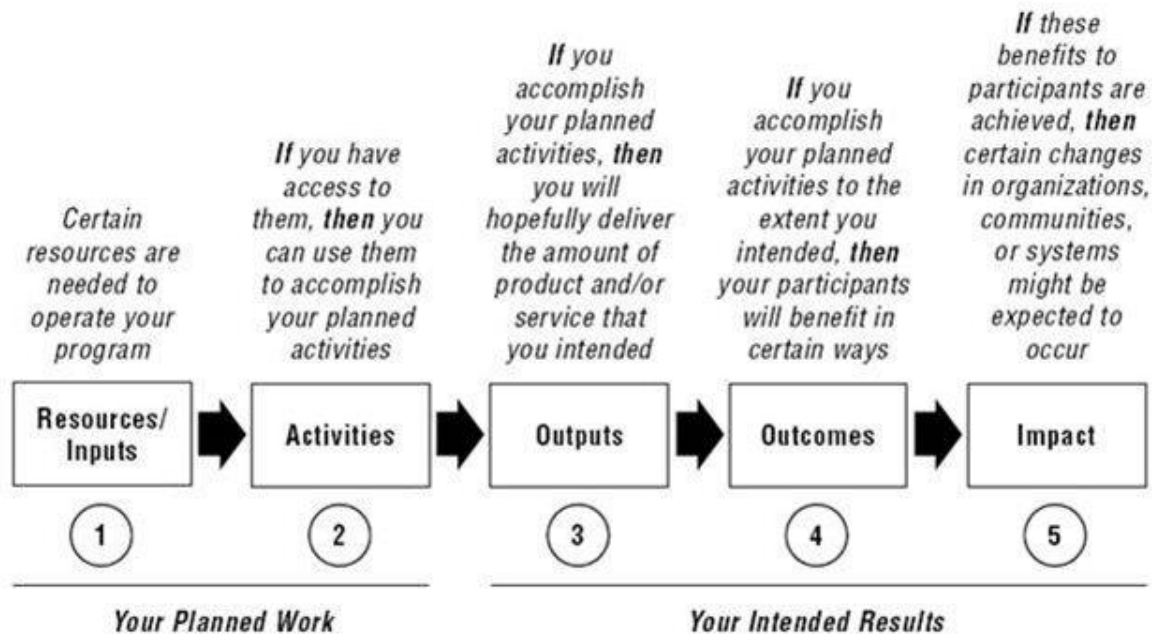 Certain
resources are
needed to
operate your
program
If you have
access to
them, then you
can use them
to accomplish
your planned
activities
If you
accomplish
your planned
activities, then
you will
hopefully deliver
the amount of
product and/or
service that
you intended
If you
accomplish
your planned
activities to the
extent you
intended, then
your participants
will benefit in
certain ways
If these
benefits to
participants are
achieved, then
certain changes
in organizations,
communities,
or systems
might be
expected to
occur
Resources/
Inputs
Activities
Outputs
Outcomes
Impact
1
2
3
4
5
Your Planned Work
Your Intended Results